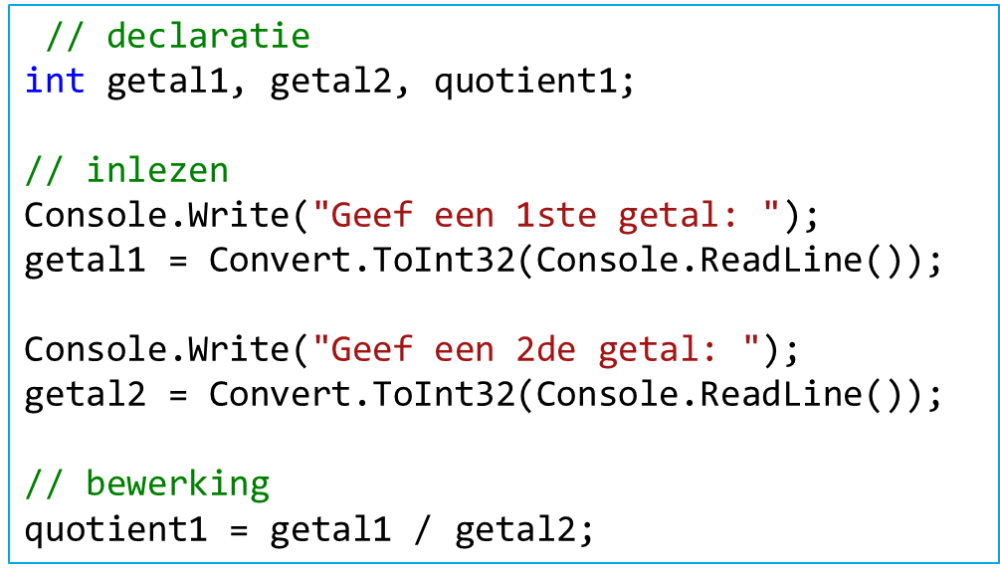 // declaratie
int getal1, getal2, quotient1;
// inlezen
Console.Write("Geef een 1ste getal: ");
getal1 = Convert.ToInt32(Console.ReadLine());
Console.Write("Geef een 2de getal: ");
getal2 = Convert.ToInt32(Console.ReadLine());
// bewerking
quotient1 = getal1 / getal2;